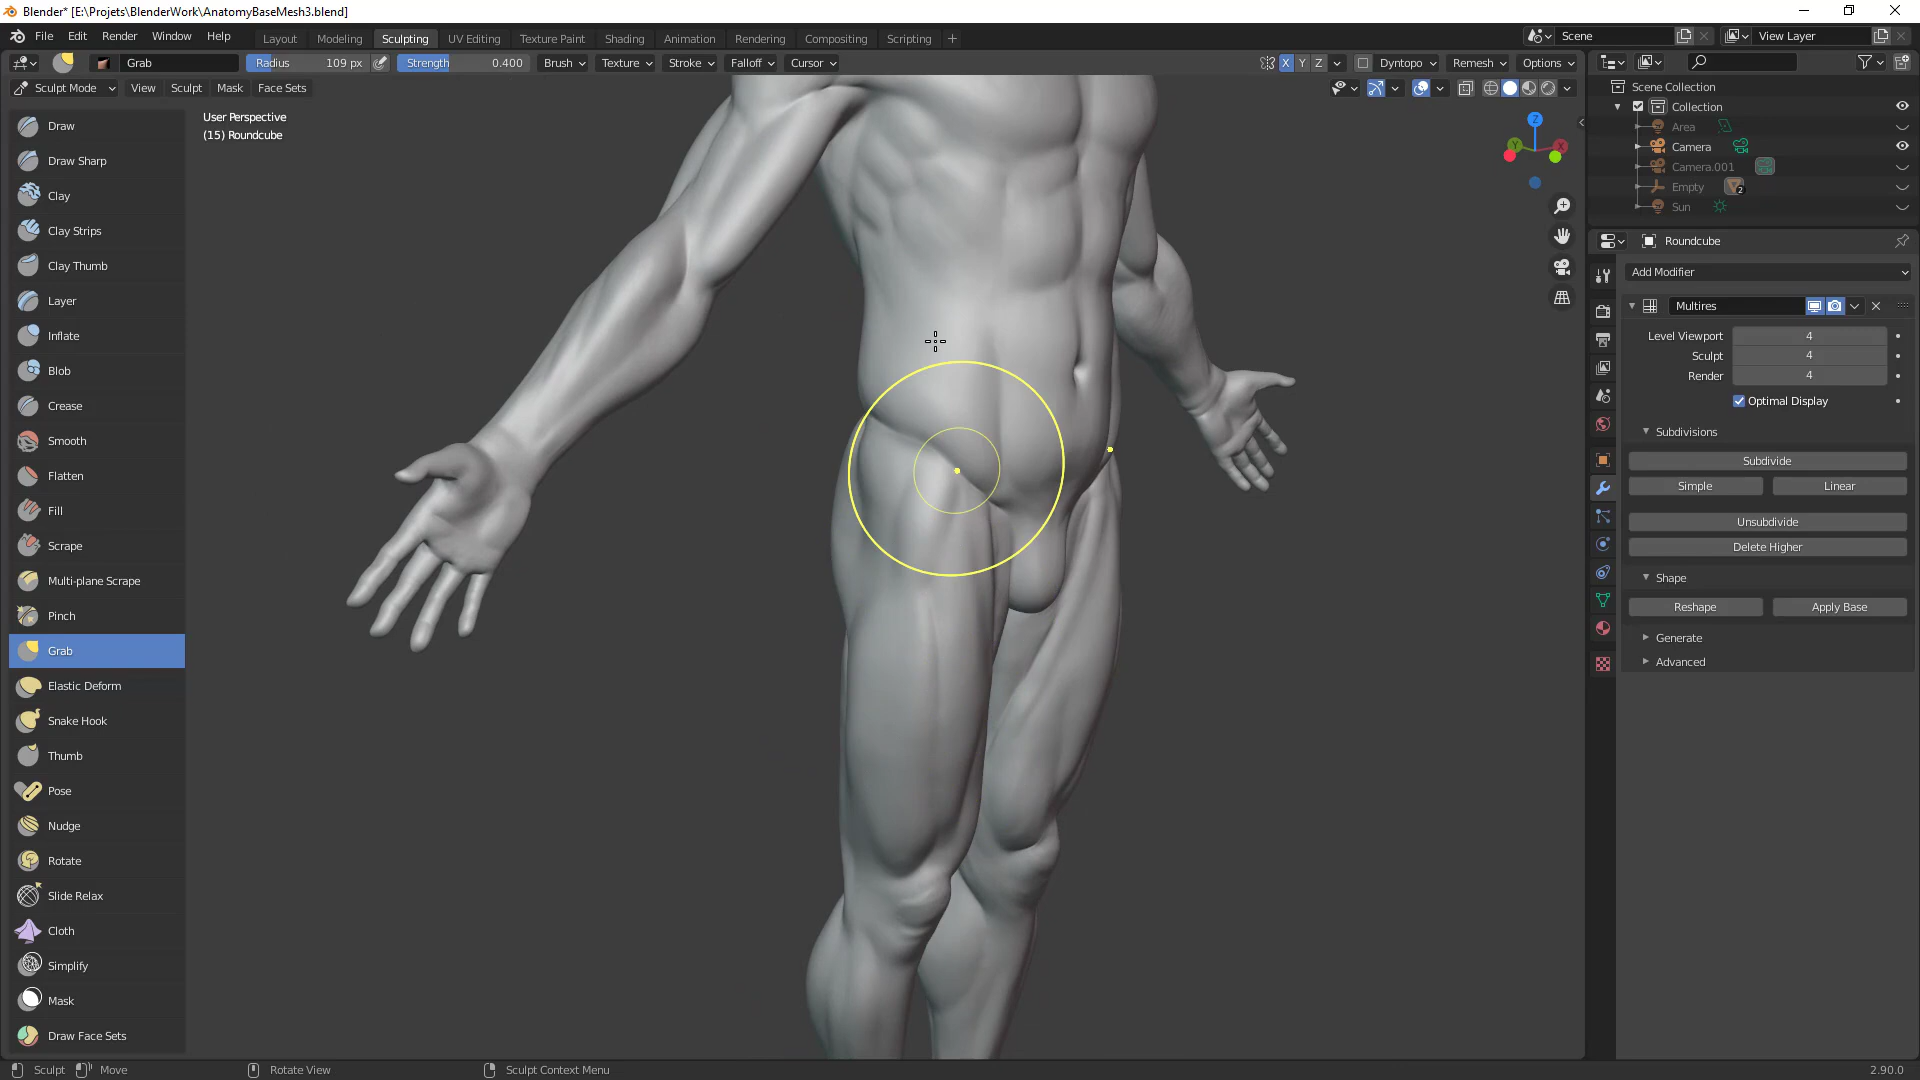 Blender* [E:\Projets\BlenderWork\AnatomyBaseMesh3.blend]
File Edit Render Window Help
Layout Modeling Sculpting UV Editing Texture Paint Shading Animation Rendering Compositing Scripting +
Scene View Layer
Grab Radius 109 px Strength 0.400 Brush Texture Stroke Falloff Cursor
X Y Z Dyntopo Remesh Options
Sculpt Mode View Sculpt Mask Face Sets
User Perspective
(15) Roundcube
Draw
Draw Sharp
Clay
Clay Strips
Clay Thumb
Layer
Inflate
Blob
Crease
Smooth
Flatten
Fill
Scrape
Multi-plane Scrape
Pinch
Grab
Elastic Deform
Snake Hook
Thumb
Pose
Nudge
Rotate
Slide Relax
Cloth
Simplify
Mask
Draw Face Sets
Z
Y X
Scene Collection
Collection
Area
Camera
Camera.001
Empty 2
Sun
Roundcube
Add Modifier
Multires
Level Viewport 4
Sculpt 4
Render 4
Optimal Display
Subdivisions
Subdivide
Simple Linear
Unsubdivide
Delete Higher
Shape
Reshape Apply Base
Generate
Advanced
Sculpt Move Rotate View Sculpt Context Menu 2.90.0